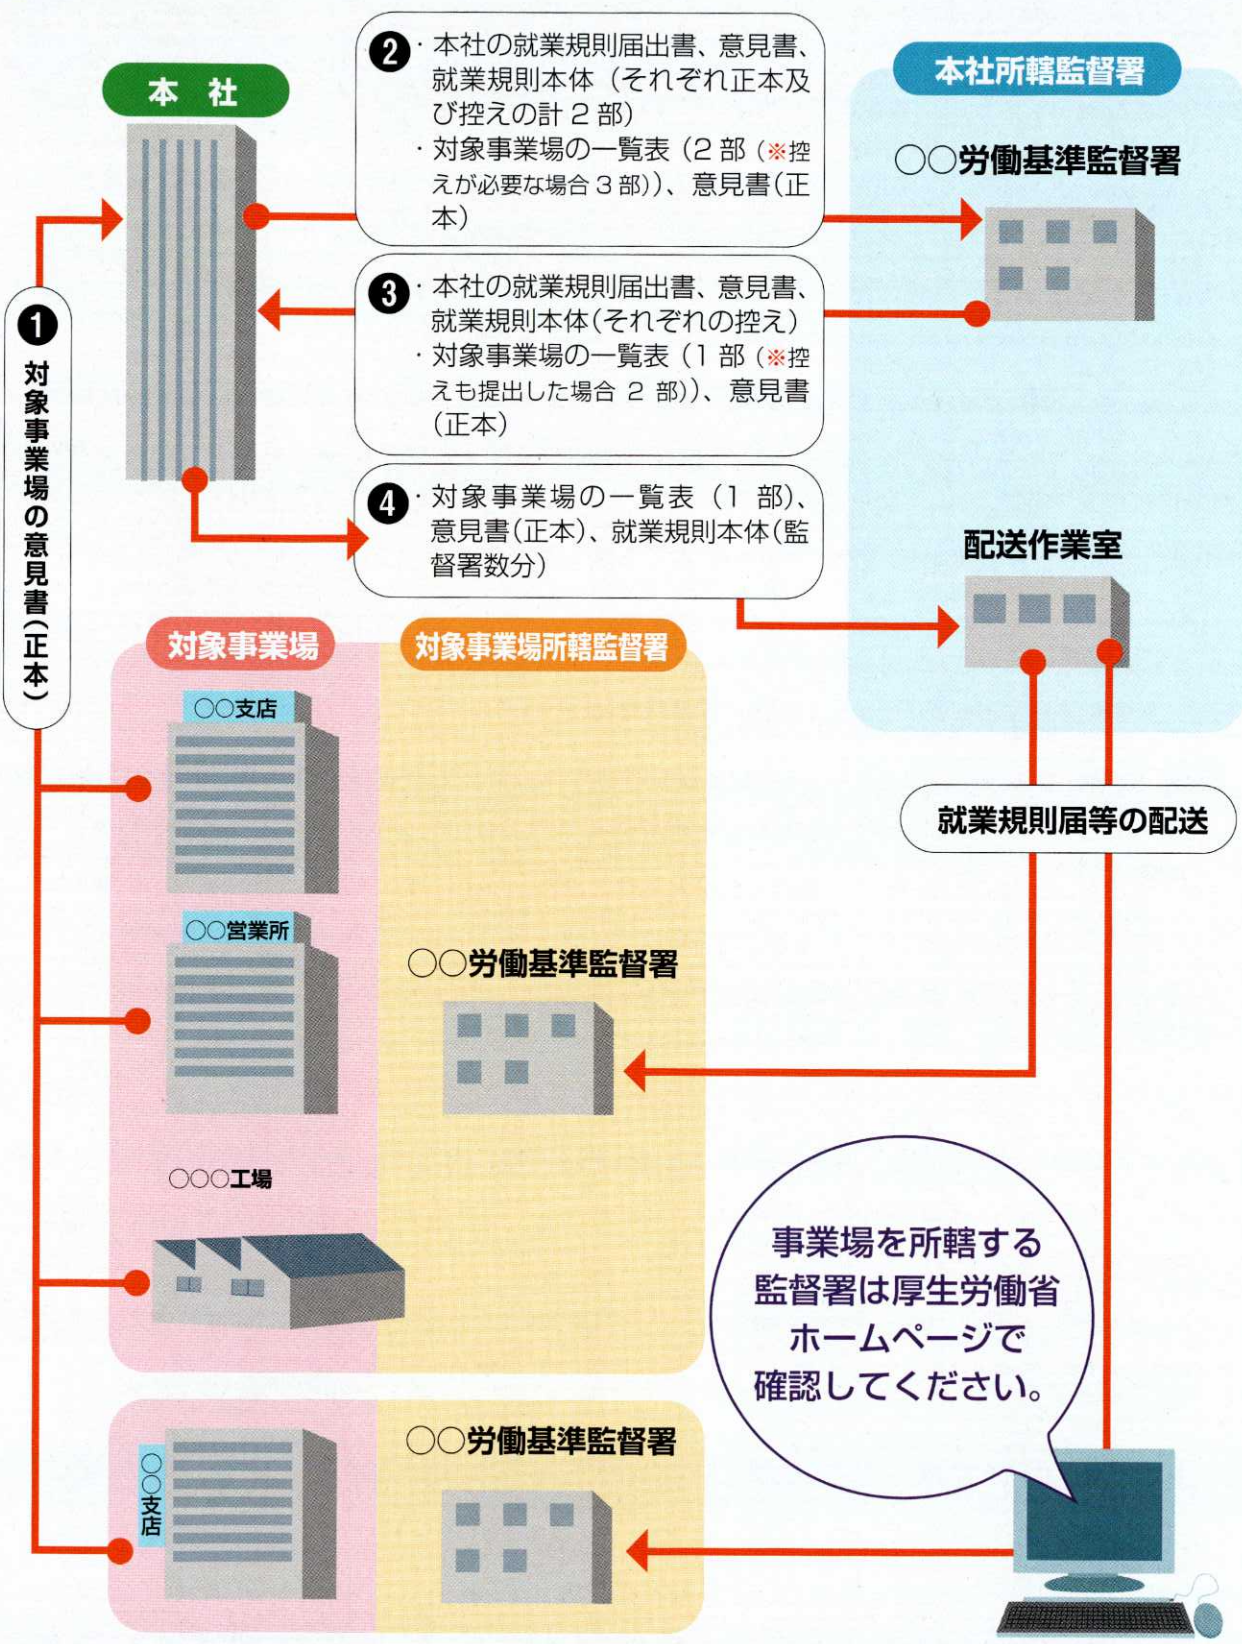 本 社
❷・本社の就業規則届出書、意見書、
就業規則本体(それぞれ正本及
び控えの計2部)
・対象事業場の一覧表(2部(※控
えが必要な場合3部))、意見書(正
本)
本社所轄監督署
○○労働基準監督署
❸・本社の就業規則届出書、意見書、
就業規則本体(それぞれの控え)
・対象事業場の一覧表(1部(※控
えも提出した場合 2 部))、意見書
(正本)
❶対象事業場の意見書(正本)
❹・対象事業場の一覧表(1 部)、
意見書(正本)、就業規則本体(監
督署数分)
配送作業室
対象事業場
対象事業場所轄監督署
○○支店
就業規則届等の配送
○○営業所
○○労働基準監督署
○○○工場
事業場を所轄する
監督署は厚生労働省
ホームページで
確認してください。
○○支店
○○労働基準監督署